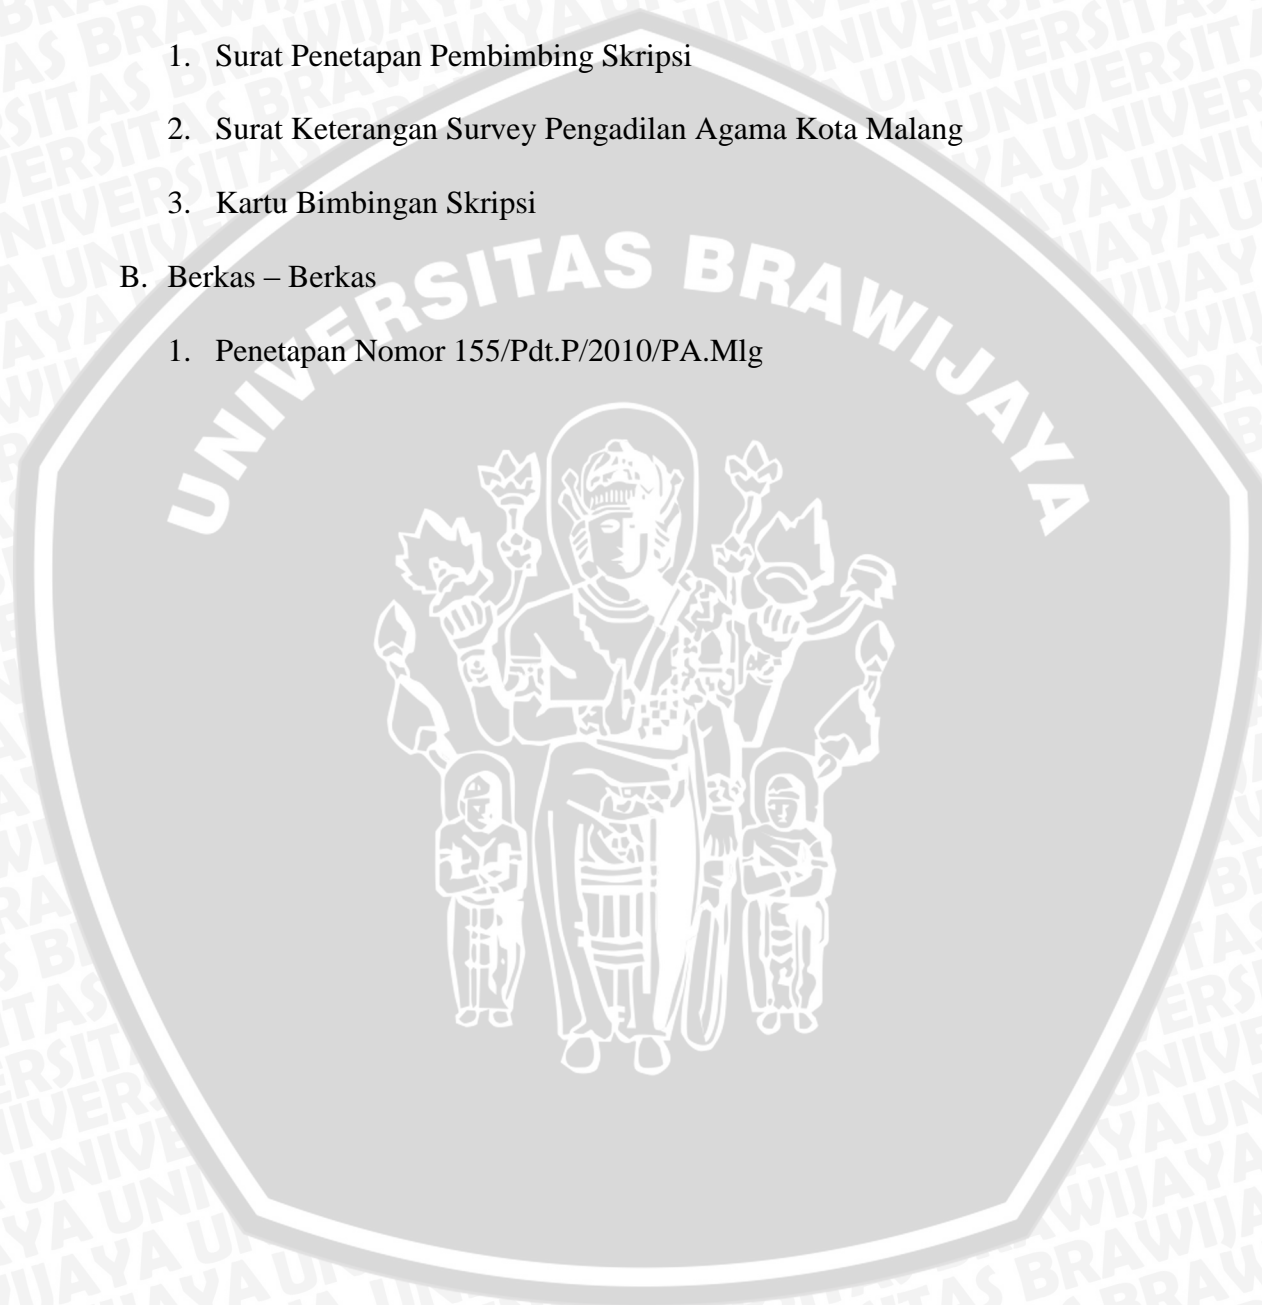 1. Surat Penetapan Pembimbing Skripsi
2. Surat Keterangan Survey Pengadilan Agama Kota Malang
3. Kartu Bimbingan Skripsi
B. Berkas – Berkas
1. Penetapan Nomor 155/Pdt.P/2010/PA.Mlg
UNIVERSITAS BRAWIJAYA